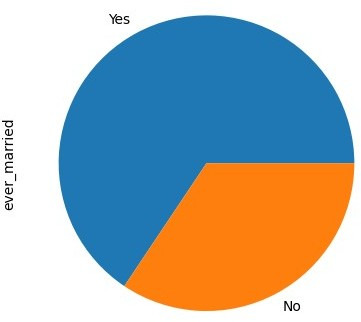 Yes
ever_married
No